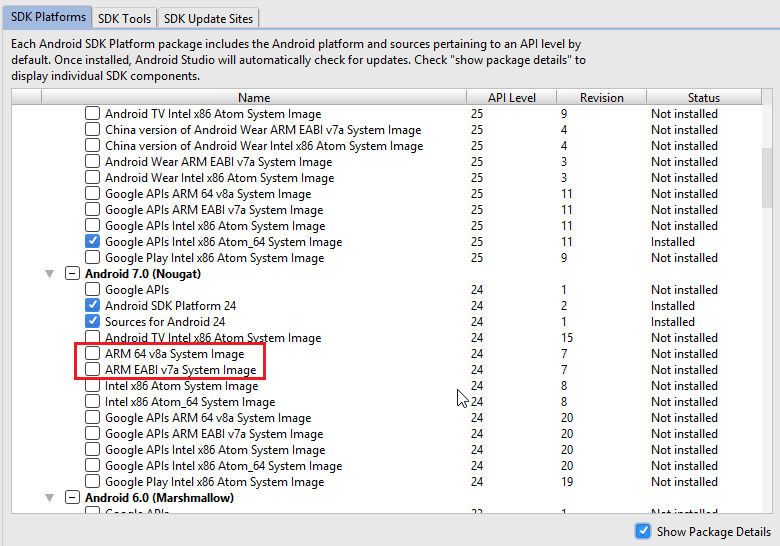 SDK Platforms SDK Tools SDK Update Sites
Each Android SDK Platform package includes the Android platform and sources pertaining to an API level by
default. Once installed, Android Studio will automatically check for updates. Check "show package details" to
display individual SDK components.
Name API Level Revision Status
Android TV Intel x86 Atom System Image 25 9 Not installed
China version of Android Wear ARM EABI v7a System Image 25 4 Not installed
China version of Android Wear Intel x86 Atom System Image 25 4 Not installed
Android Wear ARM EABI v7a System Image 25 3 Not installed
Android Wear Intel x86 Atom System Image 25 3 Not installed
Google APIs ARM 64 v8a System Image 25 11 Not installed
Google APIs ARM EABI v7a System Image 25 11 Not installed
Google APIs Intel x86 Atom System Image 25 11 Not installed
Google APIs Intel x86 Atom_64 System Image 25 11 Installed
Google Play Intel x86 Atom System Image 25 9 Not installed
Android 7.0 (Nougat)
Google APIs 24 1 Not installed
Android SDK Platform 24 24 2 Installed
Sources for Android 24 24 1 Installed
Android TV Intel x86 Atom System Image 24 15 Not installed
ARM 64 v8a System Image 24 7 Not installed
ARM EABI v7a System Image 24 7 Not installed
Intel x86 Atom System Image 24 8 Not installed
Intel x86 Atom_64 System Image 24 8 Not installed
Google APIs ARM 64 v8a System Image 24 20 Not installed
Google APIs ARM EABI v7a System Image 24 20 Not installed
Google APIs Intel x86 Atom System Image 24 20 Not installed
Google APIs Intel x86 Atom_64 System Image 24 20 Not installed
Google Play Intel x86 Atom System Image 24 19 Not installed
Android 6.0 (Marshmallow)
Google APIs 23 1 Not installed
Show Package Details